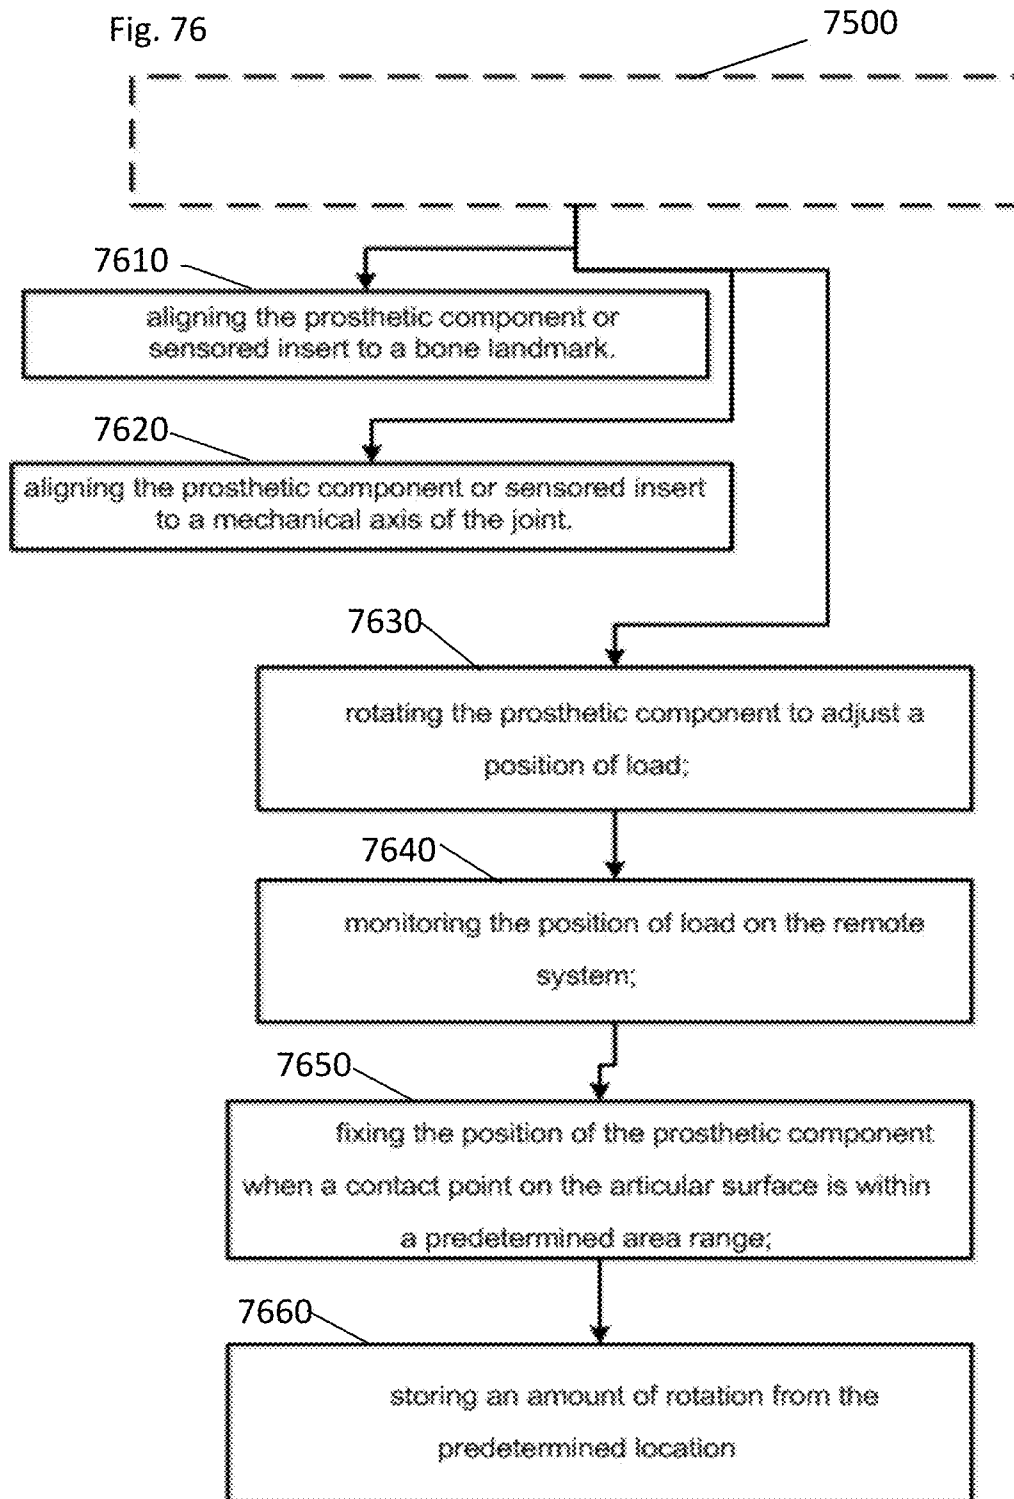 Fig. 76
7500
7610
aligning the prosthetic component or
sensored insert to a bone landmark.
7620
aligning the prosthetic component or sensored insert
to a mechanical axis of the joint.
7630
rotating the prosthetic component to adjust a
position of load;
7640
monitoring the position of load on the remote
system;
7650
fixing the position of the prosthetic component
when a contact point on the articular surface is within
a predetermined area range;
7660
storing an amount of rotation from the
predetermined location